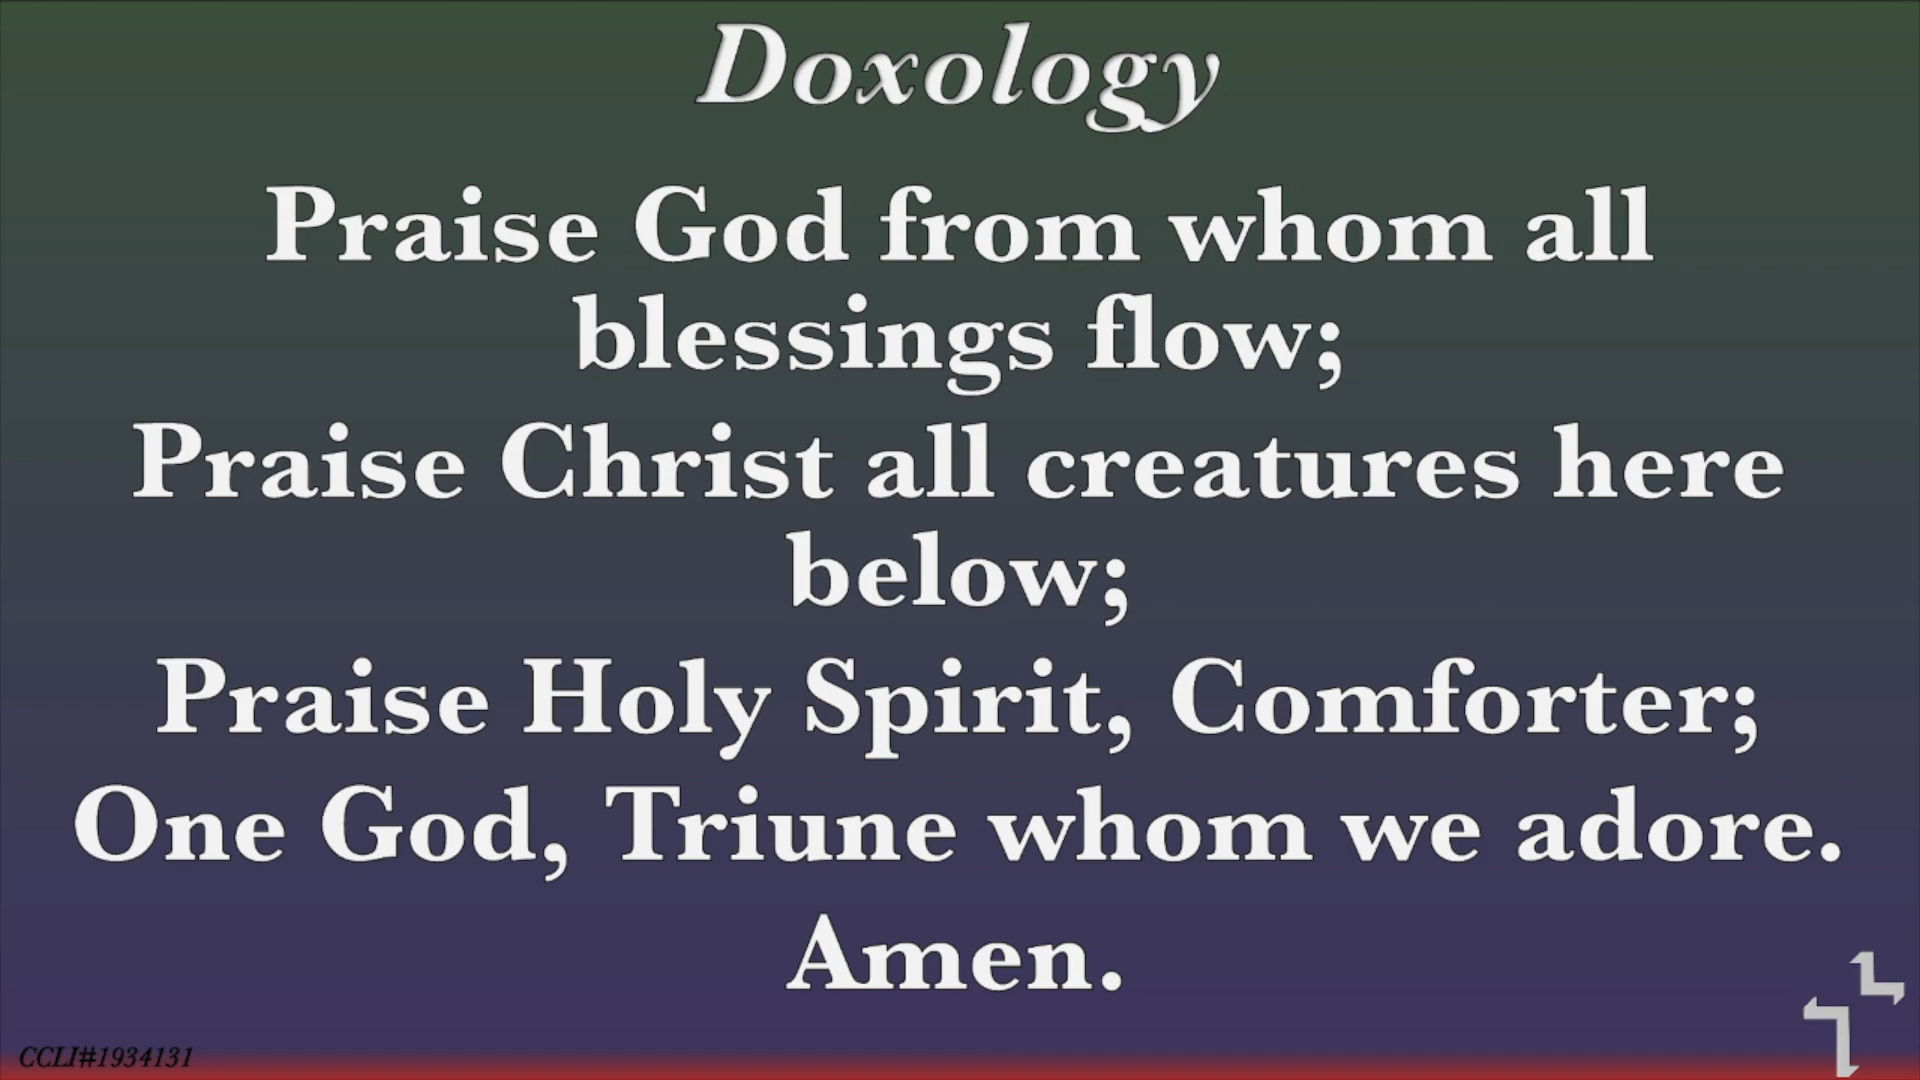 Doxology
Praise God from whom all
blessings flow;
Praise Christ all creatures here
below;
Praise Holy Spirit, Comforter;
One God, Triune whom we adore.
Amen.
CCLI#1934131